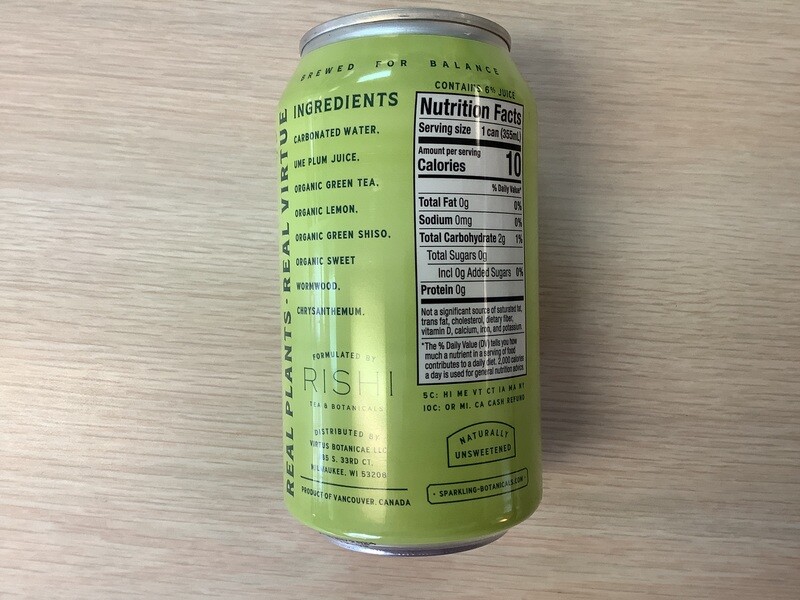 BREWED FOR BALANCE
REAL PLANTS · REAL VIRTUE
INGREDIENTS
CARBONATED WATER,
UME PLUM JUICE,
ORGANIC GREEN TEA,
ORGANIC LEMON,
ORGANIC GREEN SHISO,
ORGANIC SWEET
WORMWOOD,
CHRYSANTHEMUM.
FORMULATED BY
RISHI
TEA & BOTANICALS
DISTRIBUTED BY
VIRTUS BOTANICAE LLC
S. 33RD CT.
MILWAUKEE, WI 53208
PRODUCT OF VANCOUVER, CANADA
CONTAINS 6% JUICE
Nutrition Facts
Serving size 1 can (355mL)
Amount per serving
Calories 10
% Daily Value*
Total Fat 0g 0%
Sodium 0mg 0%
Total Carbohydrate 2g 1%
Total Sugars 0g
Incl 0g Added Sugars 0%
Protein 0g
Not a significant source of saturated fat,
trans fat, cholesterol, dietary fiber,
vitamin D, calcium, iron, and potassium.
*The % Daily Value (DV) tells you how
much a nutrient in a serving of food
contributes to a daily diet. 2,000 calories
a day is used for general nutrition advice.
5C: HI ME VT CT IA MA NY
10C: OR MI. CA CASH REFUND
NATURALLY
UNSWEETENED
SPARKLING-BOTANICALS.COM